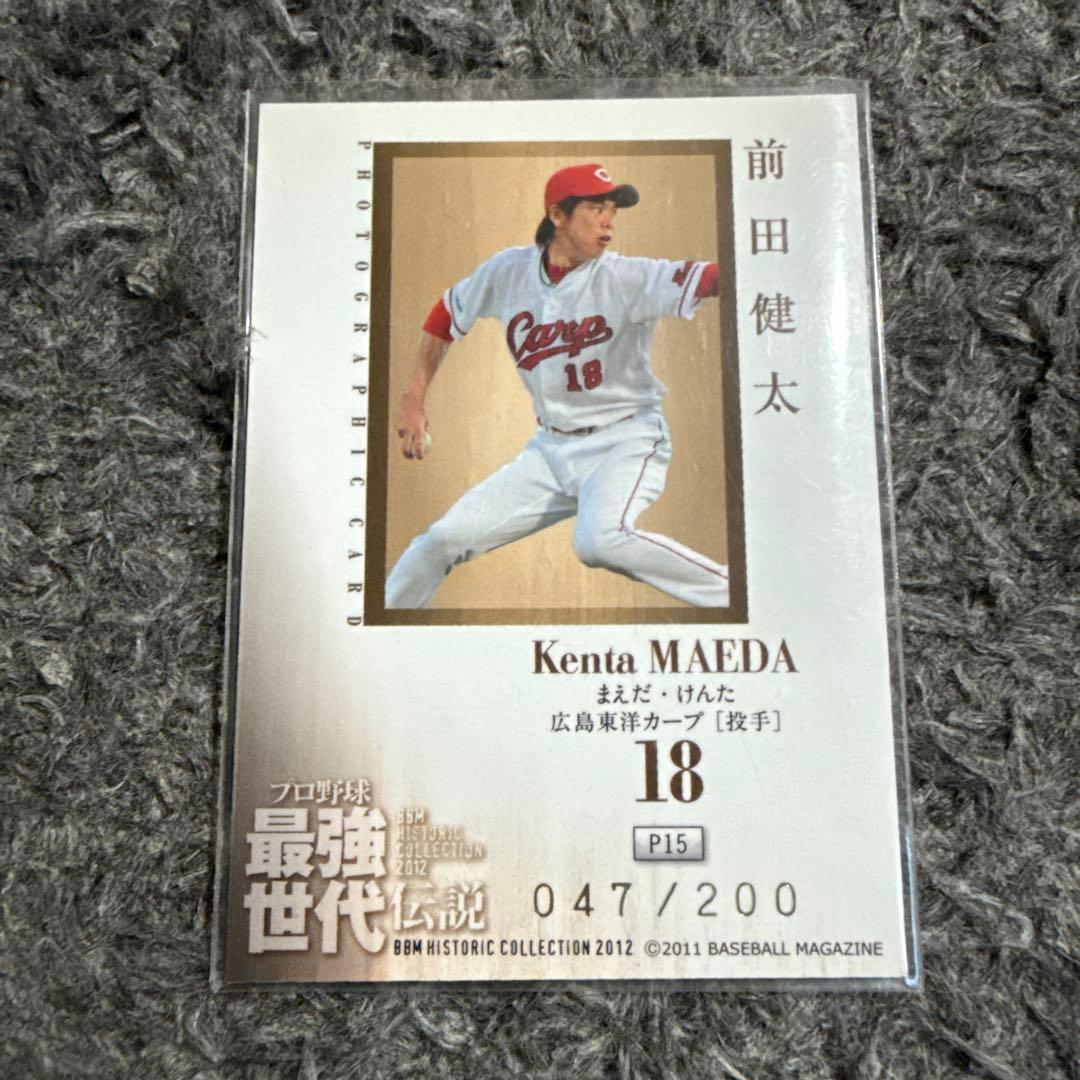 PHOTOGRAPHIC CARD
C
Carp
18
前田健太
Kenta MAEDA
まえだ・けんた
広島東洋カープ［投手］
18
P15
047/200
プロ野球
最強
世代伝説
BBM
HISTORIC
COLLECTION
2012
BBM HISTORIC COLLECTION 2012 ©2011 BASEBALL MAGAZINE